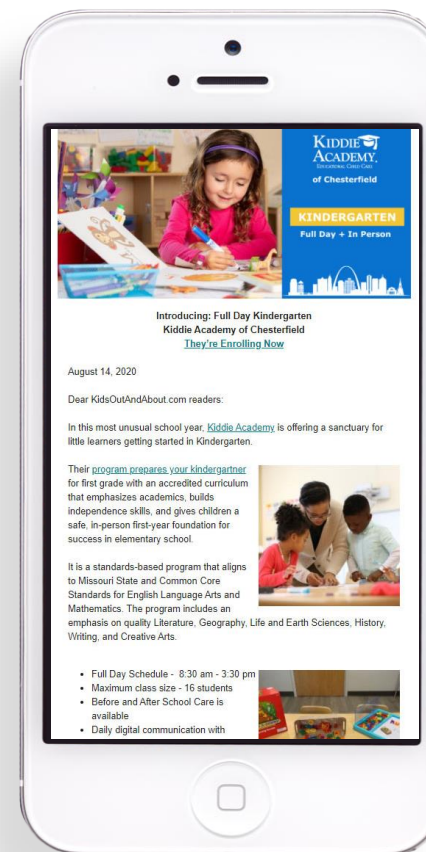 KIDDIE
ACADEMY®
EDUCATIONAL CHILD CARE
of Chesterfield
KINDERGARTEN
Full Day + In Person
Introducing: Full Day Kindergarten
Kiddie Academy of Chesterfield
They're Enrolling Now
August 14, 2020
Dear KidsOutAndAbout.com readers:
In this most unusual school year, Kiddie Academy is offering a sanctuary for
little learners getting started in Kindergarten.
Their program prepares your kindergartner
for first grade with an accredited curriculum
that emphasizes academics, builds
independence skills, and gives children a
safe, in-person first-year foundation for
success in elementary school.
It is a standards-based program that aligns
to Missouri State and Common Core
Standards for English Language Arts and
Mathematics. The program includes an
emphasis on quality Literature, Geography, Life and Earth Sciences, History,
Writing, and Creative Arts.
• Full Day Schedule - 8:30 am - 3:30 pm
• Maximum class size - 16 students
• Before and After School Care is
available
• Daily digital communication with